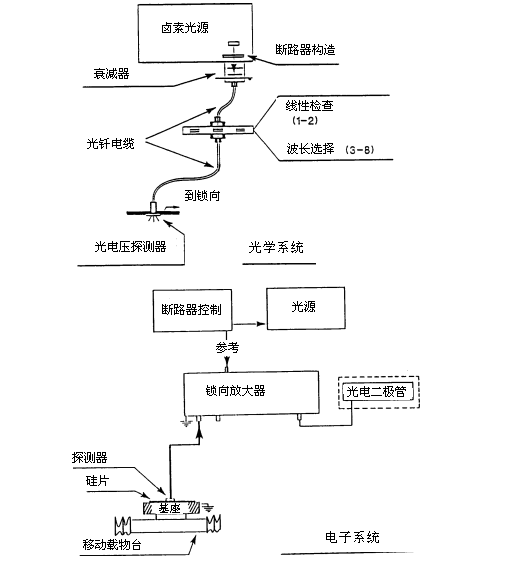 卤素光源
断路器构造
衰减器
线性检查
(1-2)
光钎电缆
波长选择 (3-8)
到锁向
光电压探测器
光学系统
断路器控制
光源
参考
锁向放大器
光电二极管
探测器
硅片
基座
移动载物台
电子系统